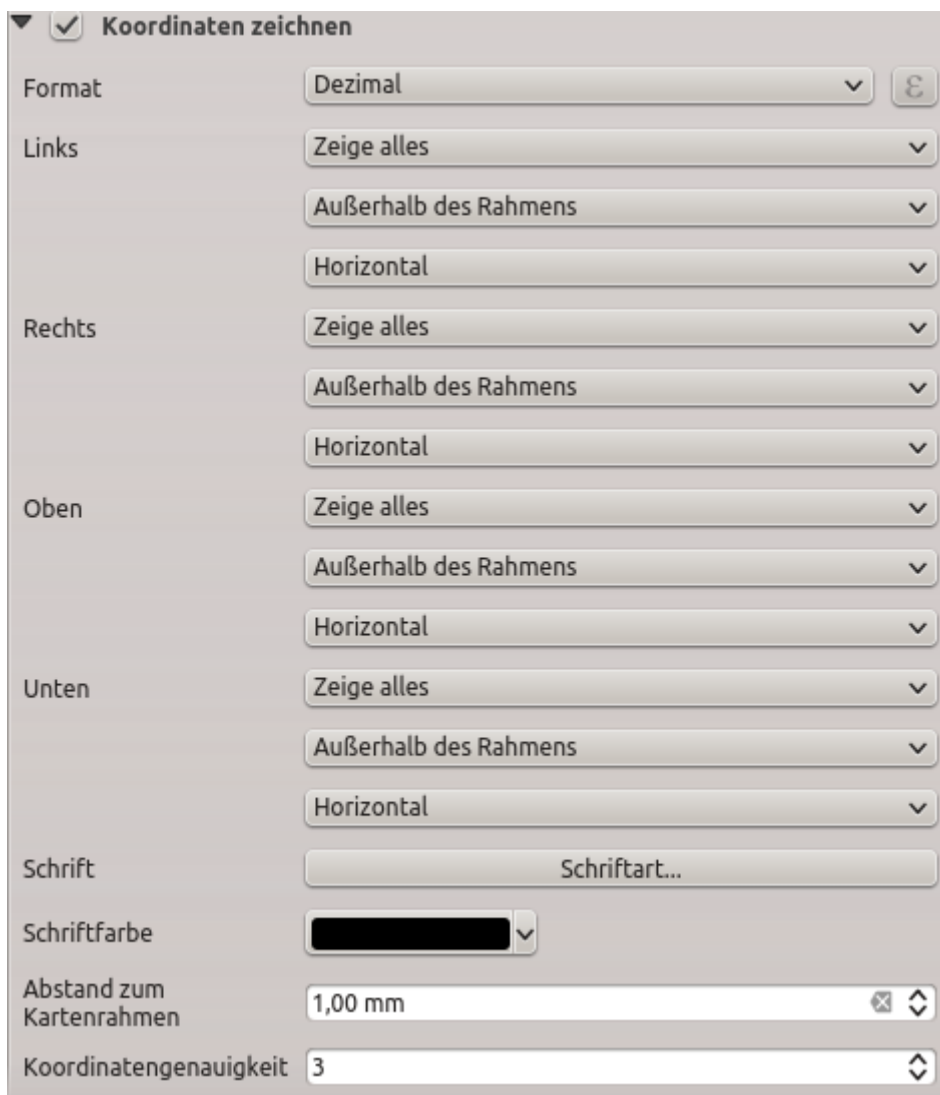 Koordinaten zeichnen
Format Dezimal ε
Links Zeige alles
Außerhalb des Rahmens
Horizontal
Rechts Zeige alles
Außerhalb des Rahmens
Horizontal
Oben Zeige alles
Außerhalb des Rahmens
Horizontal
Unten Zeige alles
Außerhalb des Rahmens
Horizontal
Schrift Schriftart...
Schriftfarbe
Abstand zum
Kartenrahmen 1,00 mm
Koordinatengenauigkeit 3